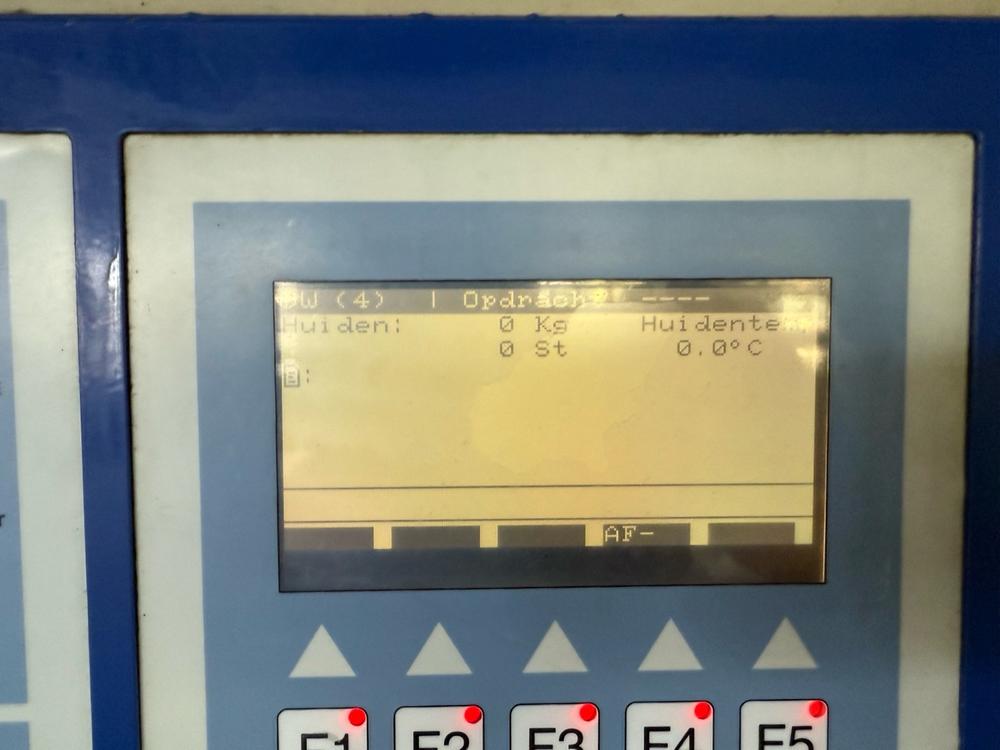 (4) | Opdracht ----
Huiden: 0 Kg Huidente
0 St 0.0°C
:
AF-
F1 F2 F3 F4 F5